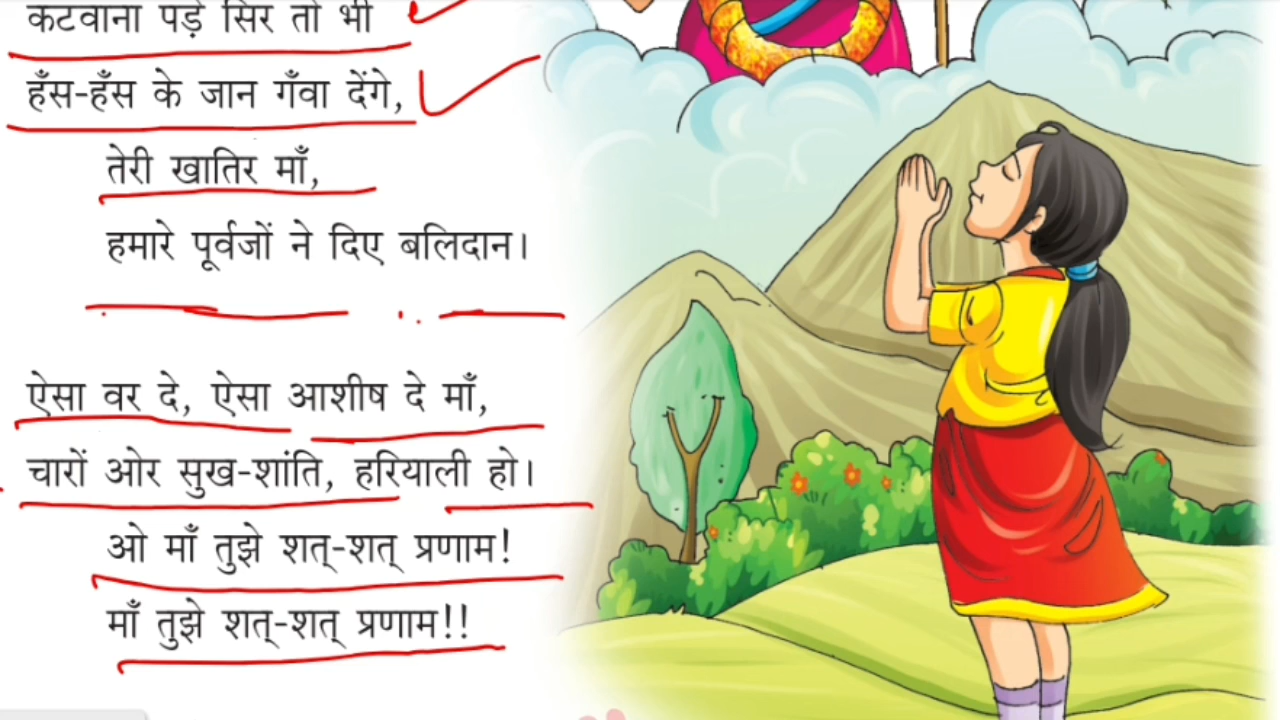 कटवाना पड़े सिर तो भी
हँस-हँस के जान गँवा देंगे,
तेरी खातिर माँ,
हमारे पूर्वजों ने दिए बलिदान।
ऐसा वर दे, ऐसा आशीष दे माँ,
चारों ओर सुख-शांति, हरियाली हो।
ओ माँ तुझे शत्-शत् प्रणाम!
माँ तुझे शत्-शत् प्रणाम!!